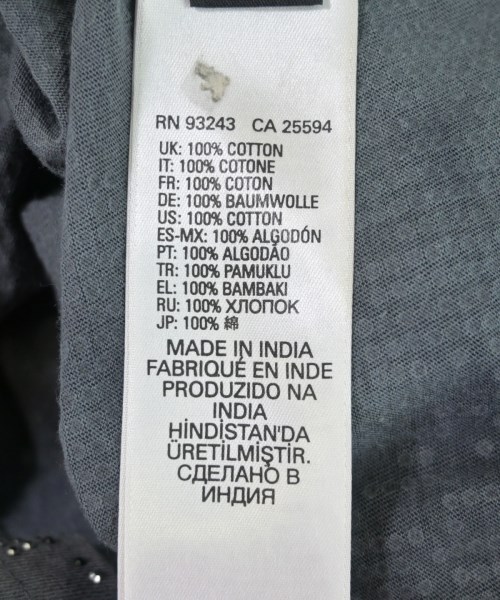 RN 93243 CA 25594
UK: 100% COTTON
IT: 100% COTONE
FR: 100% COTON
DE: 100% BAUMWOLLE
US: 100% COTTON
ES-MX: 100% ALGODÓN
PT: 100% ALGODÃO
TR: 100% PAMUKLU
EL: 100% BAMBAKI
RU: 100% ХЛОПОК
JP: 100% 綿
MADE IN INDIA
FABRIQUÉ EN INDE
PRODUZIDO NA
INDIA
HİNDİSTAN'DA
ÜRETİLMİŞTİR.
СДЕЛАНО В
ИНДИЯ